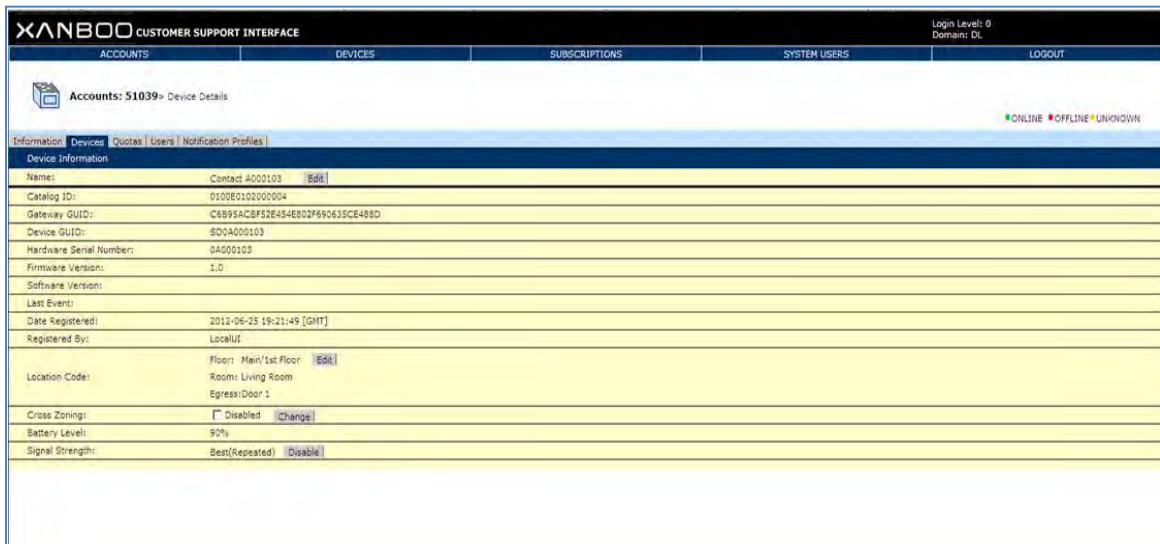 XANBOO CUSTOMER SUPPORT INTERFACE
Login Level: 0
Domain: DL
ACCOUNTS DEVICES SUBSCRIPTIONS SYSTEM USERS LOGOUT
Accounts: 51039> Device Details
ONLINE OFFLINE UNKNOWN
Information Devices Quotas Users Notification Profiles
Device Information
Name: Contact A000103 Edit
Catalog ID: 0100E0102000004
Gateway GUID:
Device GUID: SD0A000103
Hardware Serial Number: 0A000103
Firmware Version: 1.0
Software Version:
Last Event:
Date Registered: 2012-06-25 19:21:49 [GMT]
Registered By: LocalUI
Floor: Main/1st Floor Edit
Location Code: Room: Living Room
Egress:Door 1
Cross Zoning: Disabled Change
Battery Level: 90%
Signal Strength: Best(Repeated) Disable